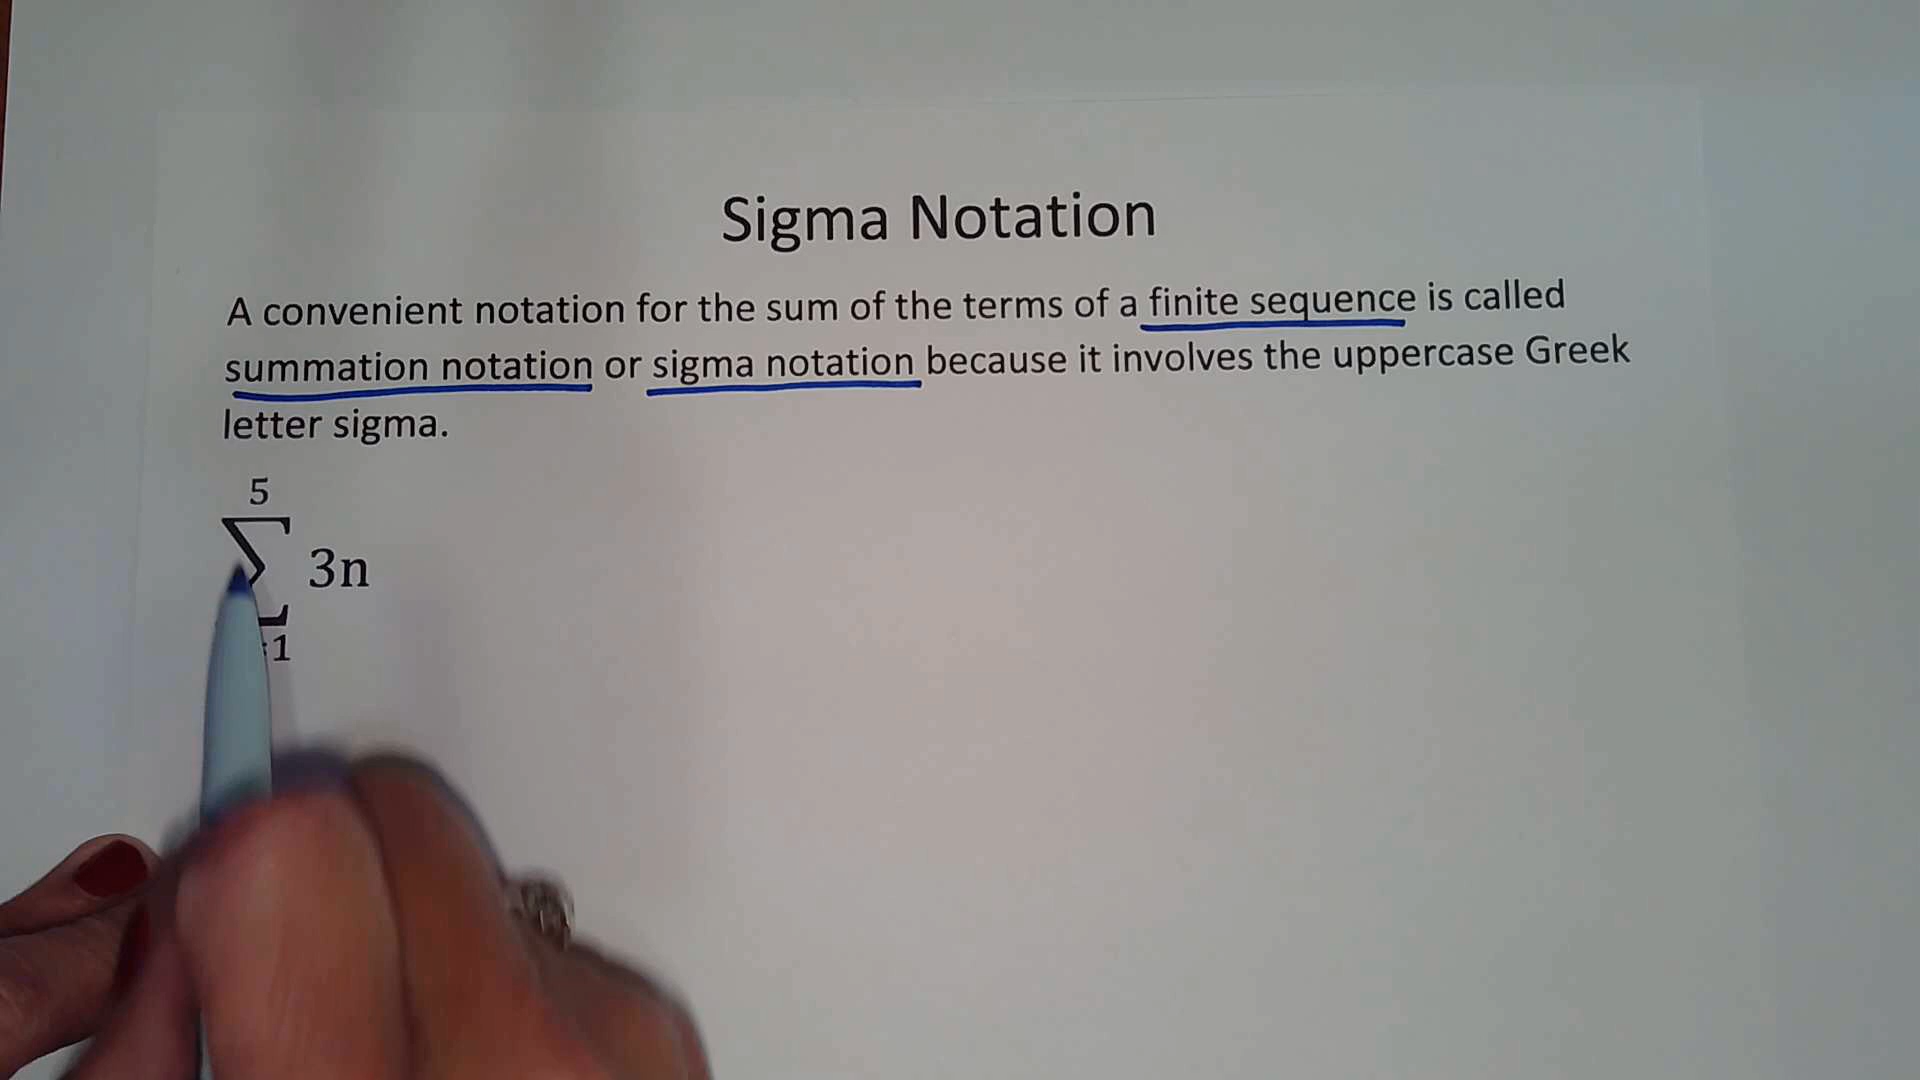 Sigma Notation
A convenient notation for the sum of the terms of a finite sequence is called
summation notation or sigma notation because it involves the uppercase Greek
letter sigma.
5
∑ 3n
=1